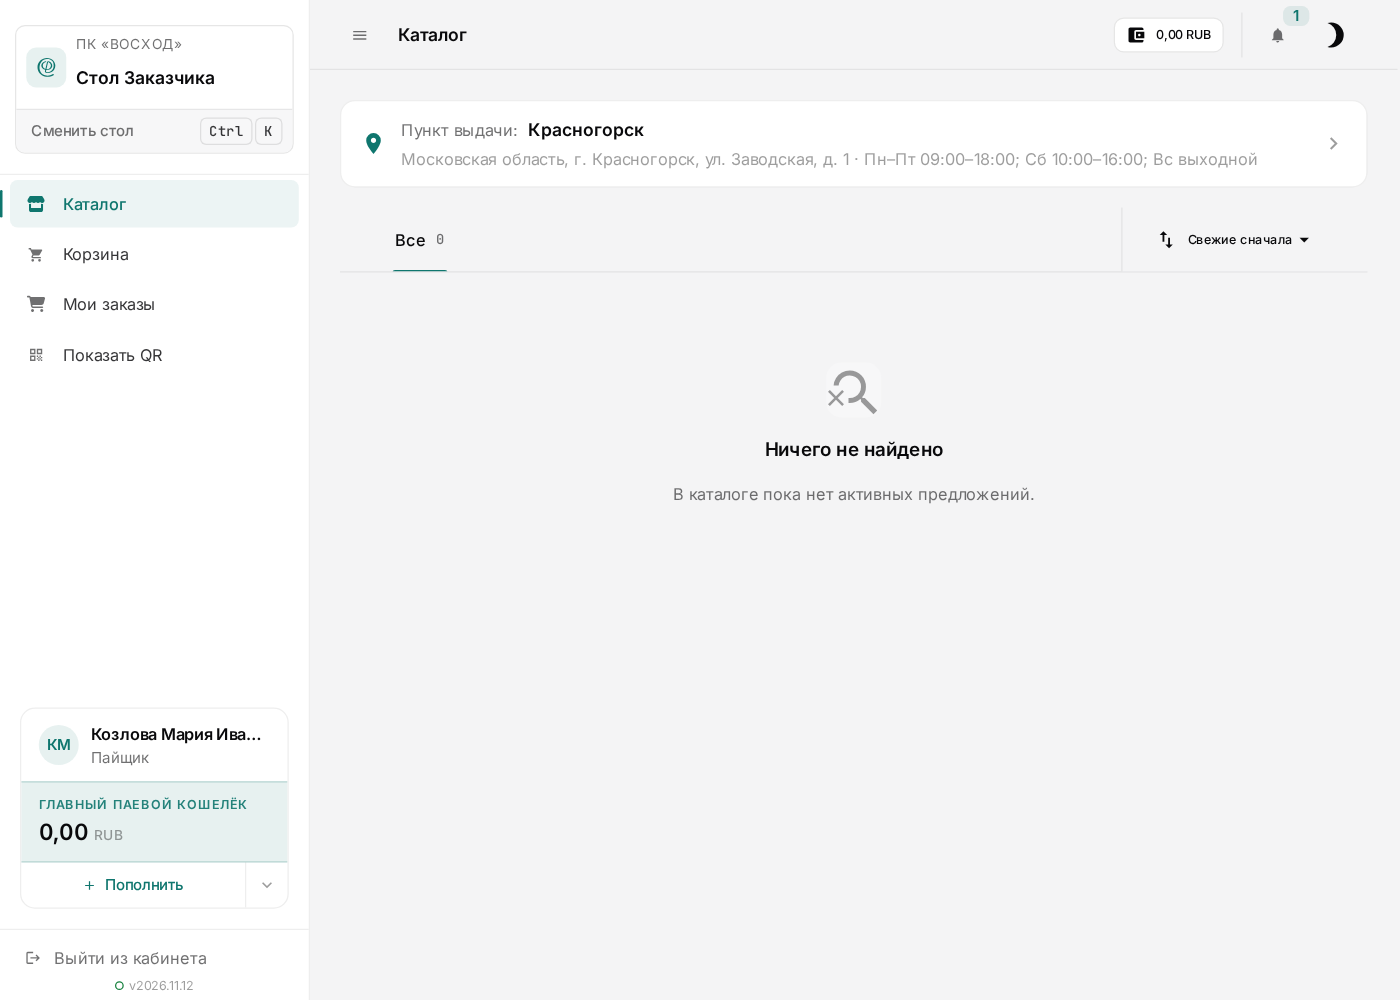 ПК «ВОСХОД»
Стол Заказчика
Сменить стол
Ctrl K
Каталог
Корзина
Мои заказы
Показать QR
КМ
Козлова Мария Ива...
Пайщик
ГЛАВНЫЙ ПАЕВОЙ КОШЕЛЁК
0,00 RUB
+ Пополнить
Выйти из кабинета
v2026.11.12
Каталог
0,00 RUB
1
Пункт выдачи: Красногорск
Московская область, г. Красногорск, ул. Заводская, д. 1 · Пн–Пт 09:00–18:00; Сб 10:00–16:00; Вс выходной
Все 0
Свежие сначала
Ничего не найдено
В каталоге пока нет активных предложений.